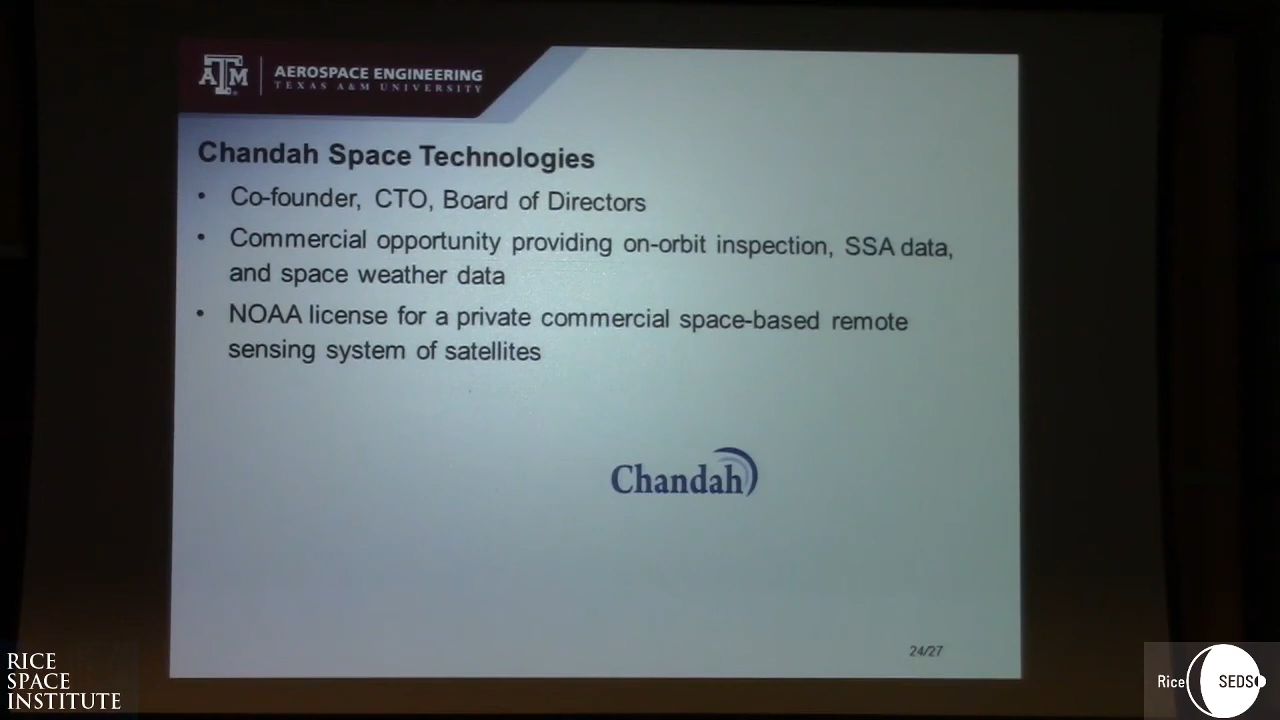 ATM
AEROSPACE ENGINEERING
TEXAS A&M UNIVERSITY
Chandah Space Technologies
• Co-founder, CTO, Board of Directors
• Commercial opportunity providing on-orbit inspection, SSA data,
and space weather data
• NOAA license for a private commercial space-based remote
sensing system of satellites
Chandah
24/27
RICE
SPACE
INSTITUTE
Rice SEDS